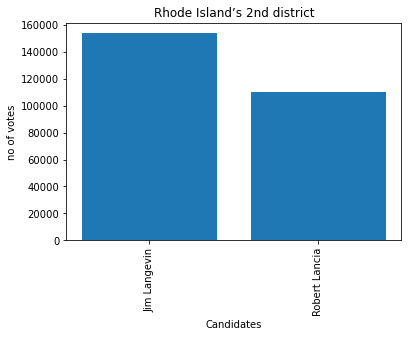 Rhode Island’s 2nd district
160000
140000
120000
100000
80000
60000
40000
20000
0
no of votes
Jim Langevin
Robert Lancia
Candidates